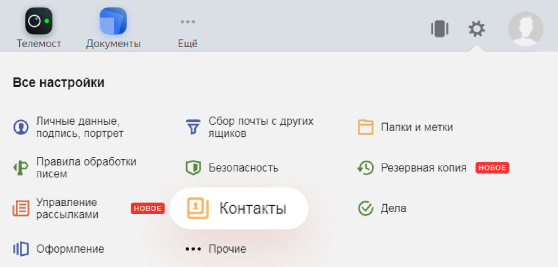 Телемост Документы Ещё
Все настройки
Личные данные, подпись, портрет
Сбор почты с других ящиков
Папки и метки
Правила обработки писем
Безопасность
Резервная копия НОВОЕ
Управление рассылками НОВОЕ
Контакты
Дела
Оформление
Прочие